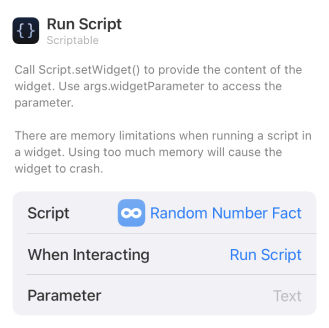 Run Script
Scriptable
Call Script.setWidget() to provide the content of the
widget. Use args.widgetParameter to access the
parameter.
There are memory limitations when running a script in
a widget. Using too much memory will cause the
widget to crash.
Script Random Number Fact
When Interacting Run Script
Parameter Text